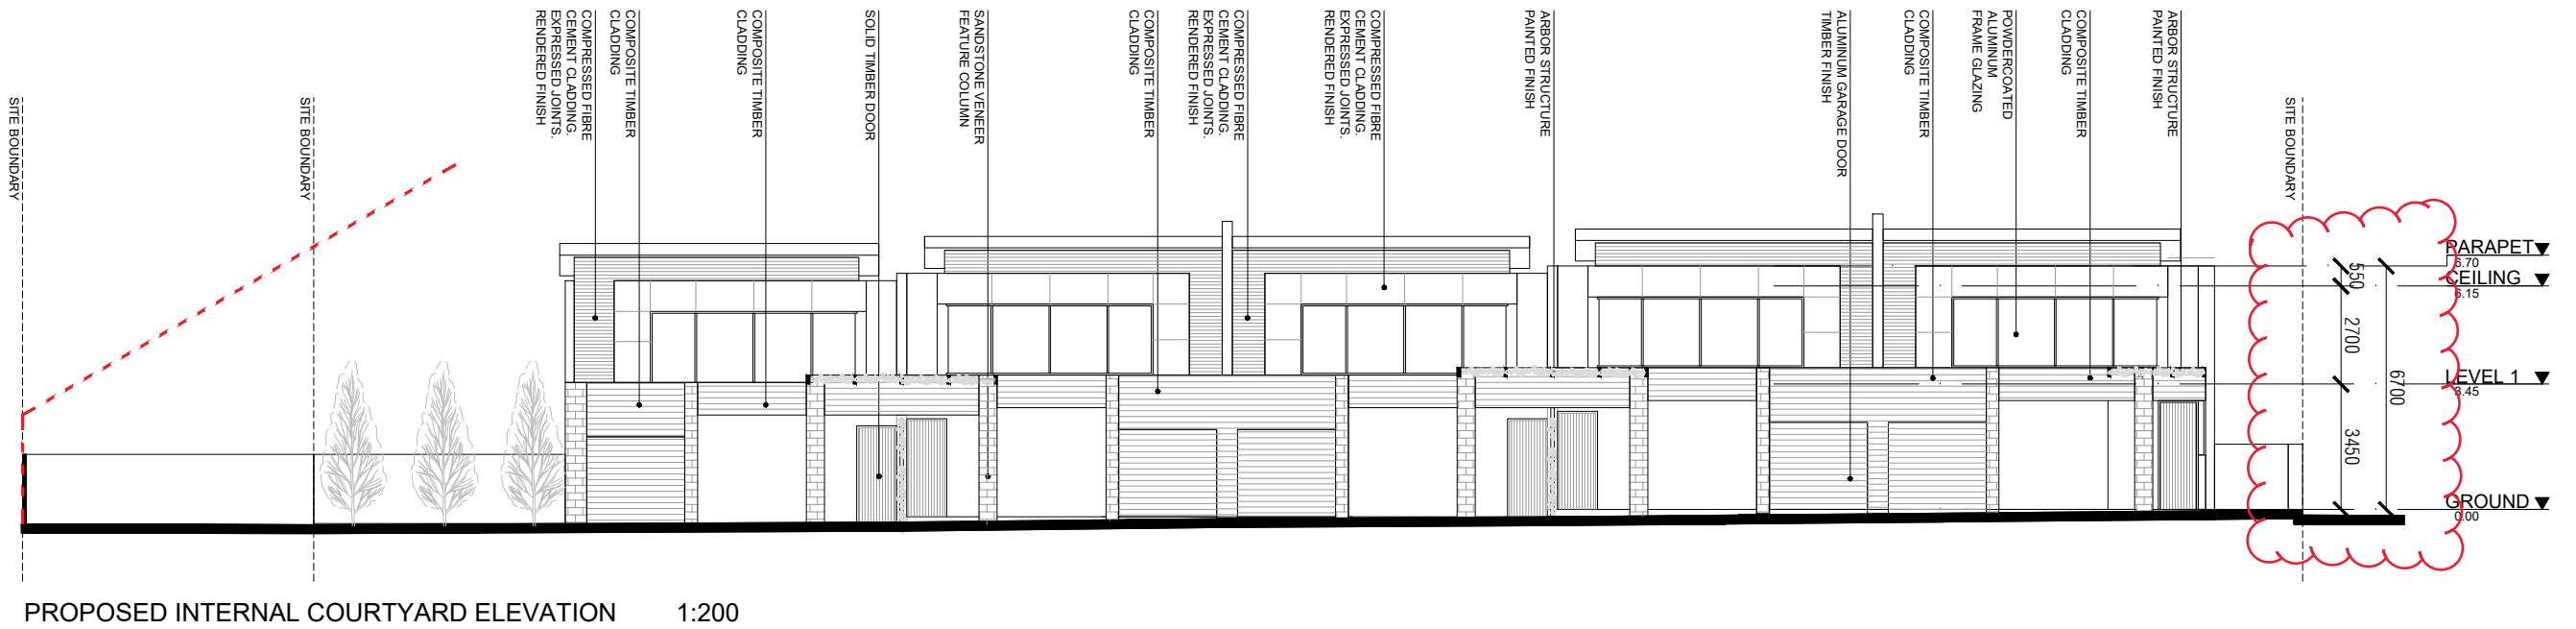 SITE BOUNDARY
SITE BOUNDARY
COMPRESSED FIBRE
CEMENT CLADDING.
EXPRESSED JOINTS.
RENDERED FINISH
COMPOSITE TIMBER
CLADDING
COMPOSITE TIMBER
CLADDING
SOLID TIMBER DOOR
SANDSTONE VENEER
FEATURE COLUMN
COMPOSITE TIMBER
CLADDING
COMPRESSED FIBRE
CEMENT CLADDING.
EXPRESSED JOINTS.
RENDERED FINISH
COMPRESSED FIBRE
CEMENT CLADDING.
EXPRESSED JOINTS.
RENDERED FINISH
ARBOR STRUCTURE
PAINTED FINISH
ALUMINUM GARAGE DOOR
TIMBER FINISH
COMPOSITE TIMBER
CLADDING
POWDERCOATED
ALUMINUM
FRAME GLAZING
COMPOSITE TIMBER
CLADDING
ARBOR STRUCTURE
PAINTED FINISH
SITE BOUNDARY
PARAPET
6.70
550
CEILING
6.15
2700
6700
LEVEL 1
3.45
3450
GROUND
0.00
PROPOSED INTERNAL COURTYARD ELEVATION 1:200